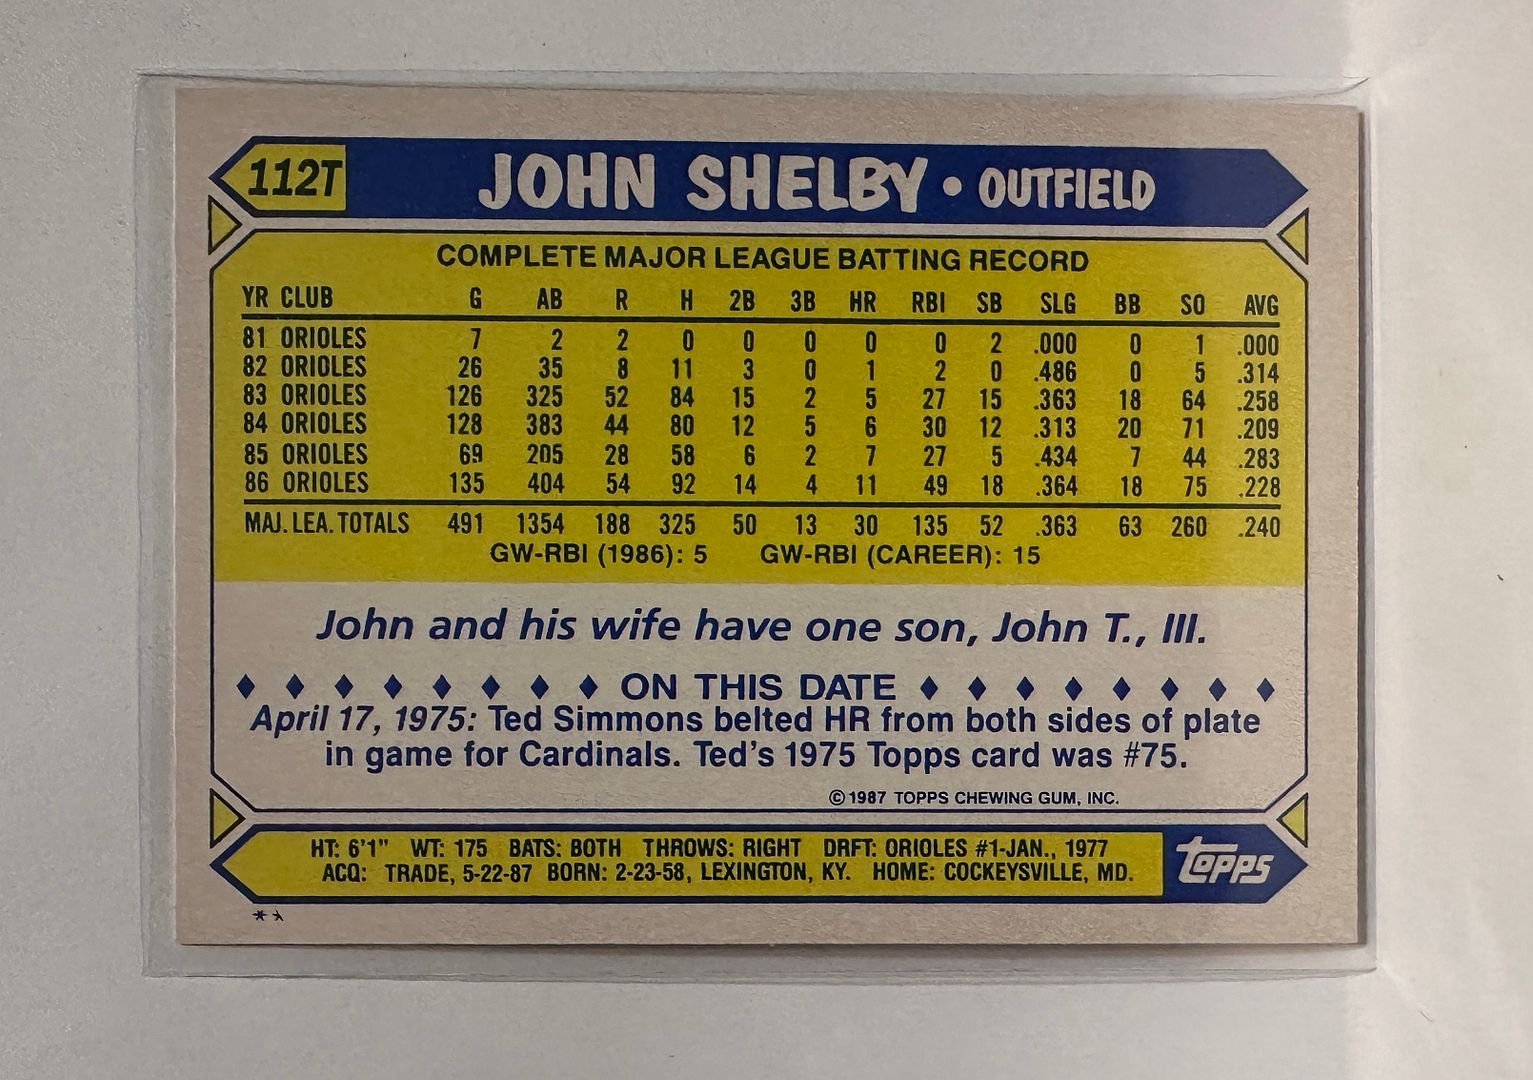 112T JOHN SHELBY • OUTFIELD
COMPLETE MAJOR LEAGUE BATTING RECORD
YR CLUB G AB R H 2B 3B HR RBI SB SLG BB SO AVG
81 ORIOLES 7 2 2 0 0 0 0 0 2 .000 0 1 .000
82 ORIOLES 26 35 8 11 3 0 1 2 0 .486 0 5 .314
83 ORIOLES 126 325 52 84 15 2 5 27 15 .363 18 64 .258
84 ORIOLES 128 383 44 80 12 5 6 30 12 .313 20 71 .209
85 ORIOLES 69 205 28 58 6 2 7 27 5 .434 7 44 .283
86 ORIOLES 135 404 54 92 14 4 11 49 18 .364 18 75 .228
MAJ. LEA. TOTALS 491 1354 188 325 50 13 30 135 52 .363 63 260 .240
GW-RBI (1986): 5 GW-RBI (CAREER): 15
John and his wife have one son, John T., III.
♦ ♦ ♦ ♦ ♦ ♦ ♦ ♦ ON THIS DATE ♦ ♦ ♦ ♦ ♦ ♦ ♦ ♦
April 17, 1975: Ted Simmons belted HR from both sides of plate
in game for Cardinals. Ted's 1975 Topps card was #75.
© 1987 TOPPS CHEWING GUM, INC.
HT: 6'1" WT: 175 BATS: BOTH THROWS: RIGHT DRFT: ORIOLES #1-JAN., 1977
ACQ: TRADE, 5-22-87 BORN: 2-23-58, LEXINGTON, KY. HOME: COCKEYSVILLE, MD.
Topps
**